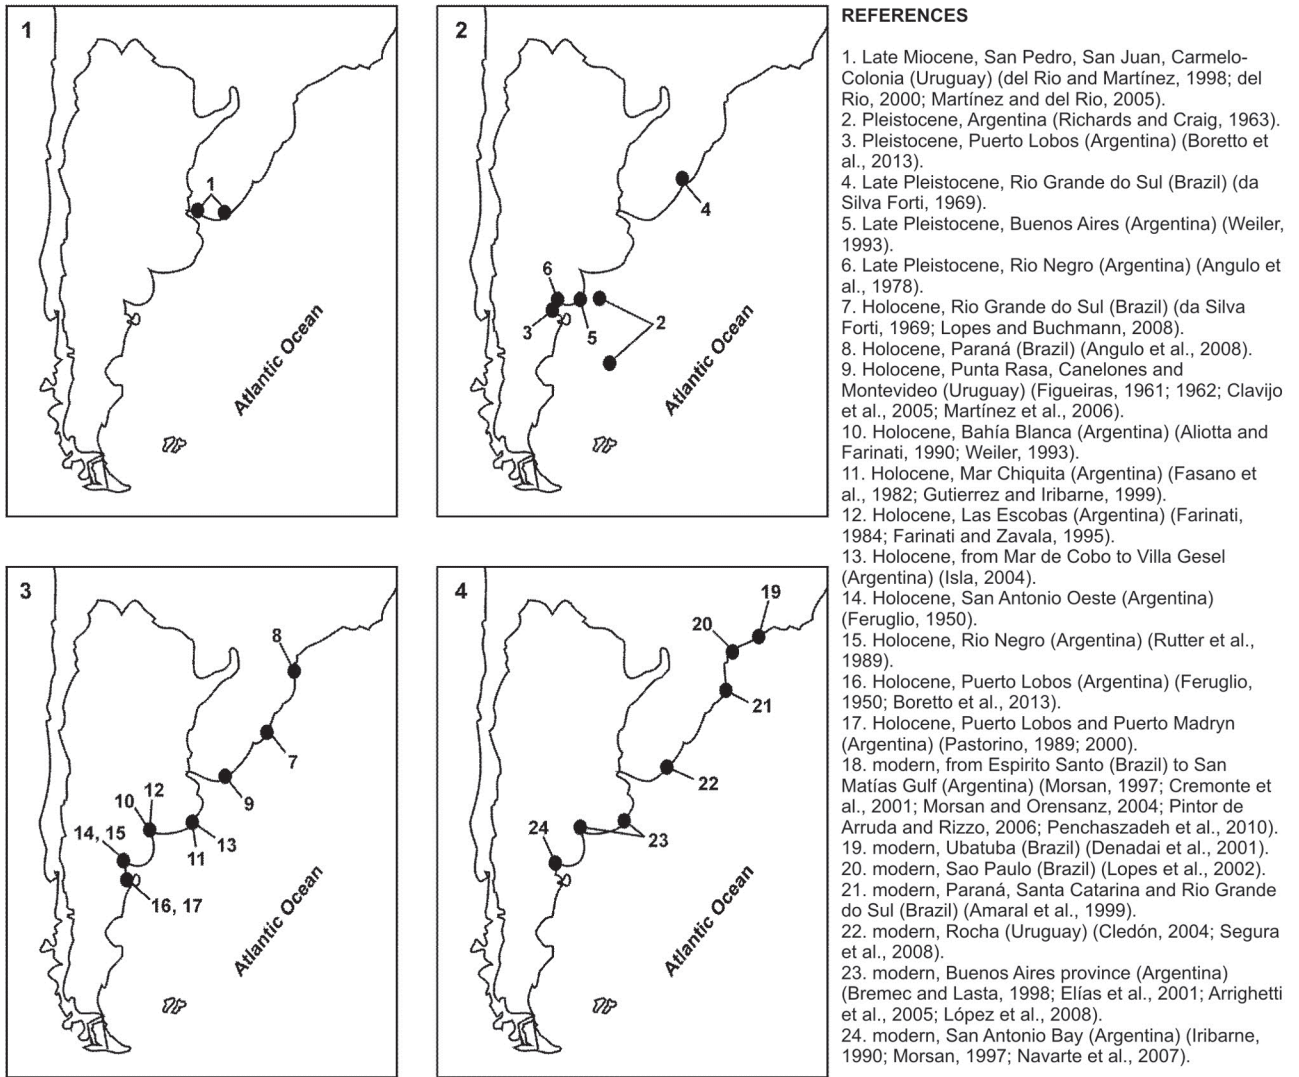 1
1
Atlantic Ocean
2
4
6
3
5
2
Atlantic Ocean
3
8
7
9
12
10
14, 15
13
11
16, 17
Atlantic Ocean
4
19
20
21
22
24
23
Atlantic Ocean
REFERENCES
1. Late Miocene, San Pedro, San Juan, Carmelo-
Colonia (Uruguay) (del Rio and Martínez, 1998; del
Rio, 2000; Martínez and del Rio, 2005).
2. Pleistocene, Argentina (Richards and Craig, 1963).
3. Pleistocene, Puerto Lobos (Argentina) (Boretto et
al., 2013).
4. Late Pleistocene, Rio Grande do Sul (Brazil) (da
Silva Forti, 1969).
5. Late Pleistocene, Buenos Aires (Argentina) (Weiler,
1993).
6. Late Pleistocene, Rio Negro (Argentina) (Angulo et
al., 1978).
7. Holocene, Rio Grande do Sul (Brazil) (da Silva
Forti, 1969; Lopes and Buchmann, 2008).
8. Holocene, Paraná (Brazil) (Angulo et al., 2008).
9. Holocene, Punta Rasa, Canelones and
Montevideo (Uruguay) (Figueiras, 1961; 1962; Clavijo
et al., 2005; Martínez et al., 2006).
10. Holocene, Bahía Blanca (Argentina) (Aliotta and
Farinati, 1990; Weiler, 1993).
11. Holocene, Mar Chiquita (Argentina) (Fasano et
al., 1982; Gutierrez and Iribarne, 1999).
12. Holocene, Las Escobas (Argentina) (Farinati,
1984; Farinati and Zavala, 1995).
13. Holocene, from Mar de Cobo to Villa Gesel
(Argentina) (Isla, 2004).
14. Holocene, San Antonio Oeste (Argentina)
(Feruglio, 1950).
15. Holocene, Rio Negro (Argentina) (Rutter et al.,
1989).
16. Holocene, Puerto Lobos (Argentina) (Feruglio,
1950; Boretto et al., 2013).
17. Holocene, Puerto Lobos and Puerto Madryn
(Argentina) (Pastorino, 1989; 2000).
18. modern, from Espirito Santo (Brazil) to San
Matías Gulf (Argentina) (Morsan, 1997; Cremonte et
al., 2001; Morsan and Orensanz, 2004; Pintor de
Arruda and Rizzo, 2006; Penchaszadeh et al., 2010).
19. modern, Ubatuba (Brazil) (Denadai et al., 2001).
20. modern, Sao Paulo (Brazil) (Lopes et al., 2002).
21. modern, Paraná, Santa Catarina and Rio Grande
do Sul (Brazil) (Amaral et al., 1999).
22. modern, Rocha (Uruguay) (Cledón, 2004; Segura
et al., 2008).
23. modern, Buenos Aires province (Argentina)
(Bremec and Lasta, 1998; Elías et al., 2001; Arrighetti
et al., 2005; López et al., 2008).
24. modern, San Antonio Bay (Argentina) (Iribarne,
1990; Morsan, 1997; Navarte et al., 2007).